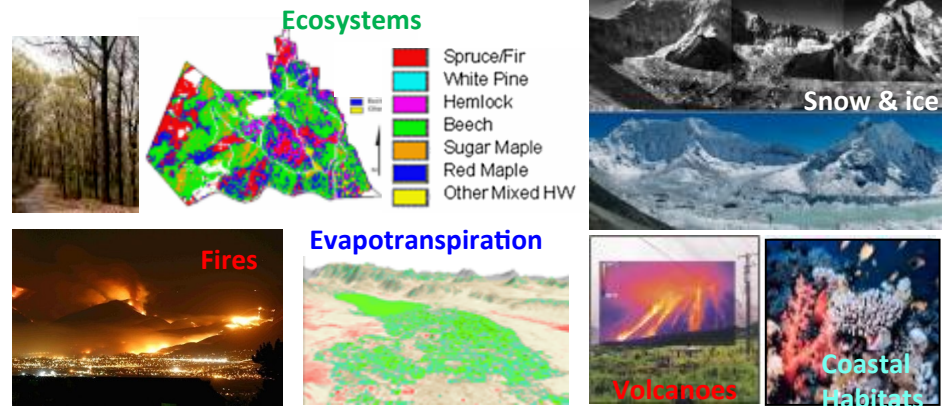 Ecosystems
Spruce/Fir
White Pine
Hemlock
Beech
Sugar Maple
Red Maple
Other Mixed HW
Snow & ice
Fires
Evapotranspiration
Volcanoes
Coastal
Habitats